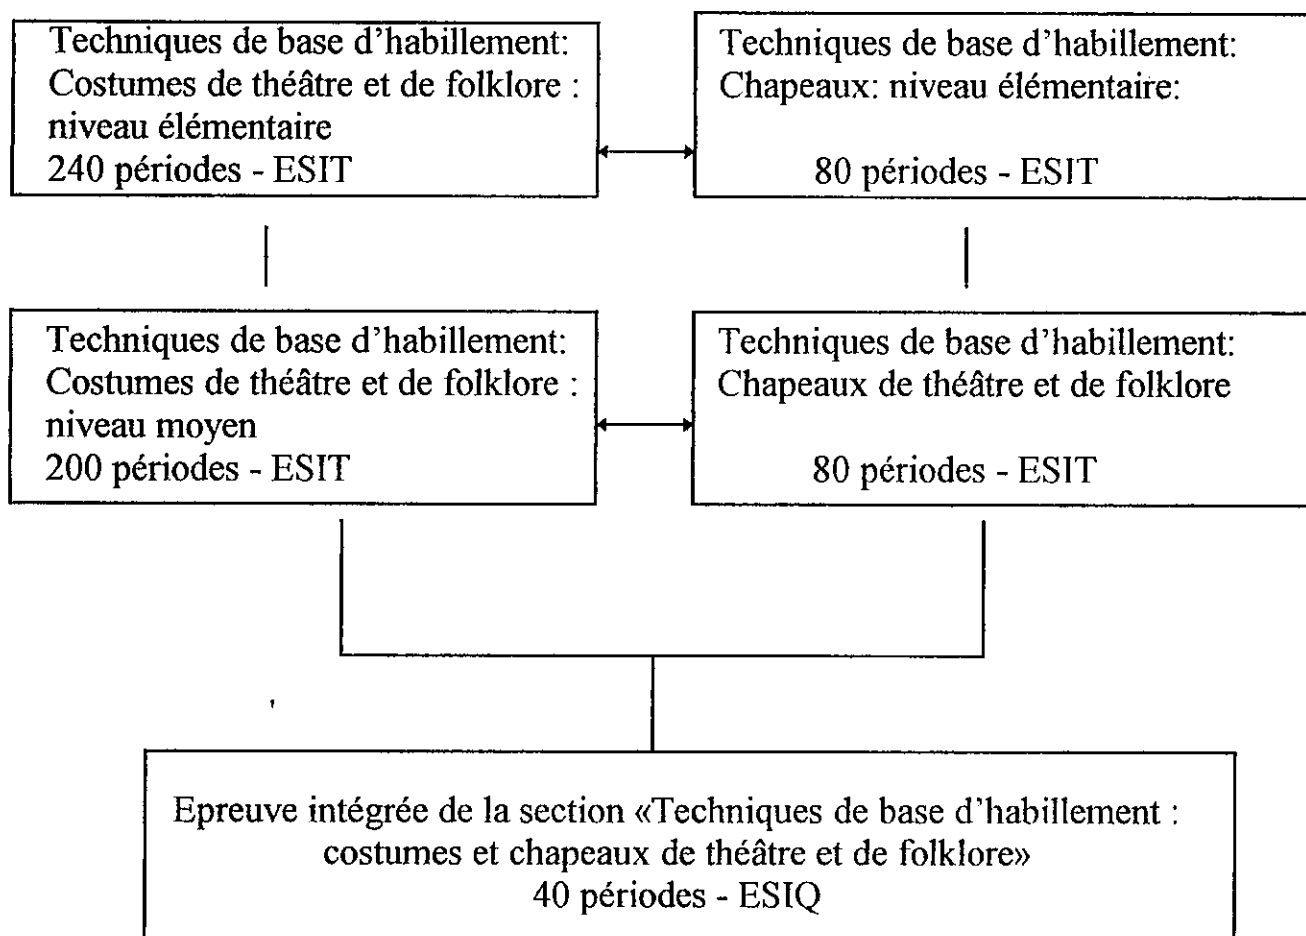 Techniques de base d'habillement:
Costumes de théâtre et de folklore :
niveau élémentaire
240 périodes - ESIT
Techniques de base d'habillement:
Chapeaux: niveau élémentaire:
80 périodes - ESIT
Techniques de base d'habillement:
Costumes de théâtre et de folklore :
niveau moyen
200 périodes - ESIT
Techniques de base d'habillement:
Chapeaux de théâtre et de folklore
80 périodes - ESIT
Epreuve intégrée de la section «Techniques de base d'habillement :
costumes et chapeaux de théâtre et de folklore»
40 périodes - ESIQ